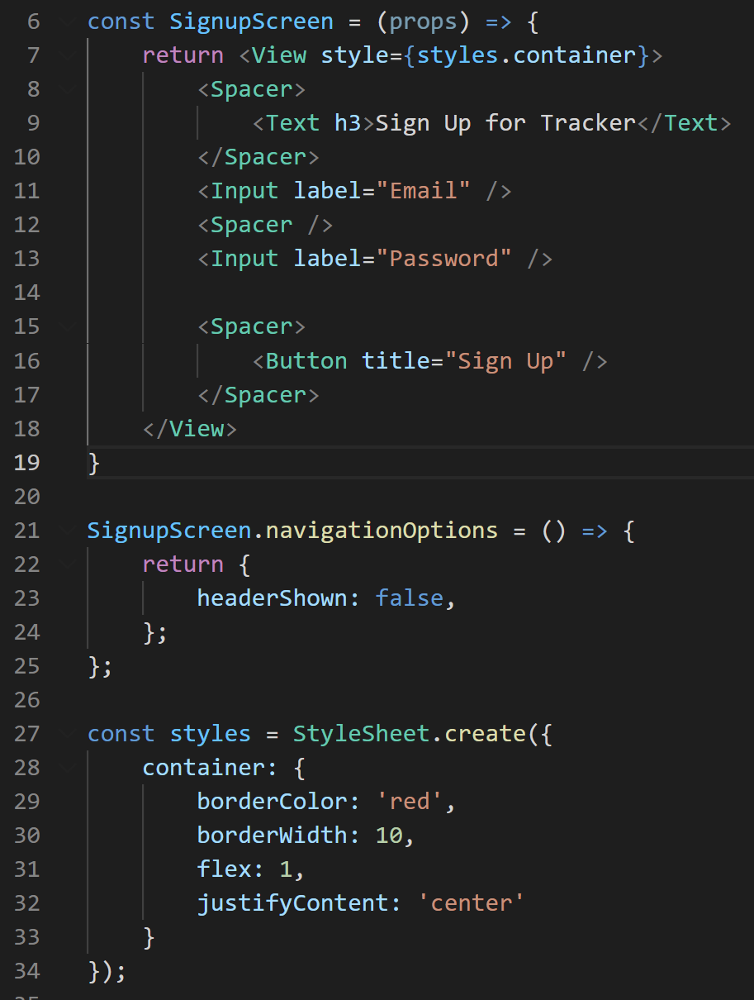 6 const SignupScreen = (props) => {
7     return <View style={styles.container}>
8         <Spacer>
9             <Text h3>Sign Up for Tracker</Text>
10         </Spacer>
11         <Input label="Email" />
12         <Spacer />
13         <Input label="Password" />
14
15         <Spacer>
16             <Button title="Sign Up" />
17         </Spacer>
18     </View>
19 }
20
21 SignupScreen.navigationOptions = () => {
22     return {
23         headerShown: false,
24     };
25 };
26
27 const styles = StyleSheet.create({
28     container: {
29         borderColor: 'red',
30         borderWidth: 10,
31         flex: 1,
32         justifyContent: 'center'
33     }
34 });